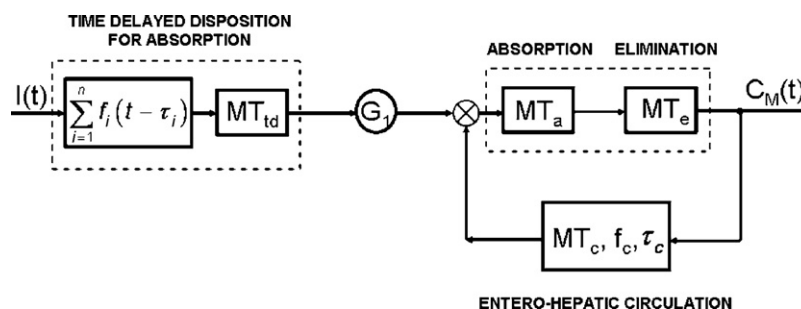 TIME DELAYED DISPOSITION
FOR ABSORPTION
ABSORPTION ELIMINATION
I(t)
n
∑ f_i (t − τ_i)
i=1
MT_td
G_1
MT_a
MT_e
C_M(t)
MT_c, f_c, τ_c
ENTERO-HEPATIC CIRCULATION